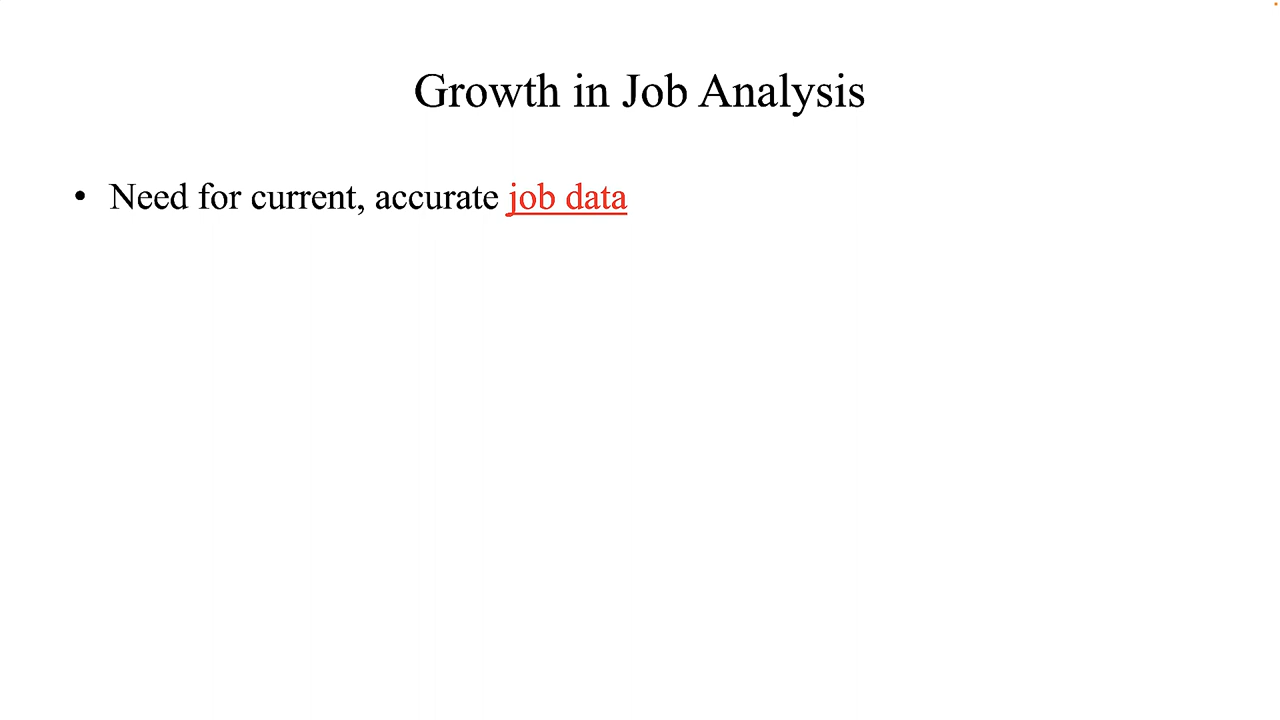 Growth in Job Analysis
• Need for current, accurate job data